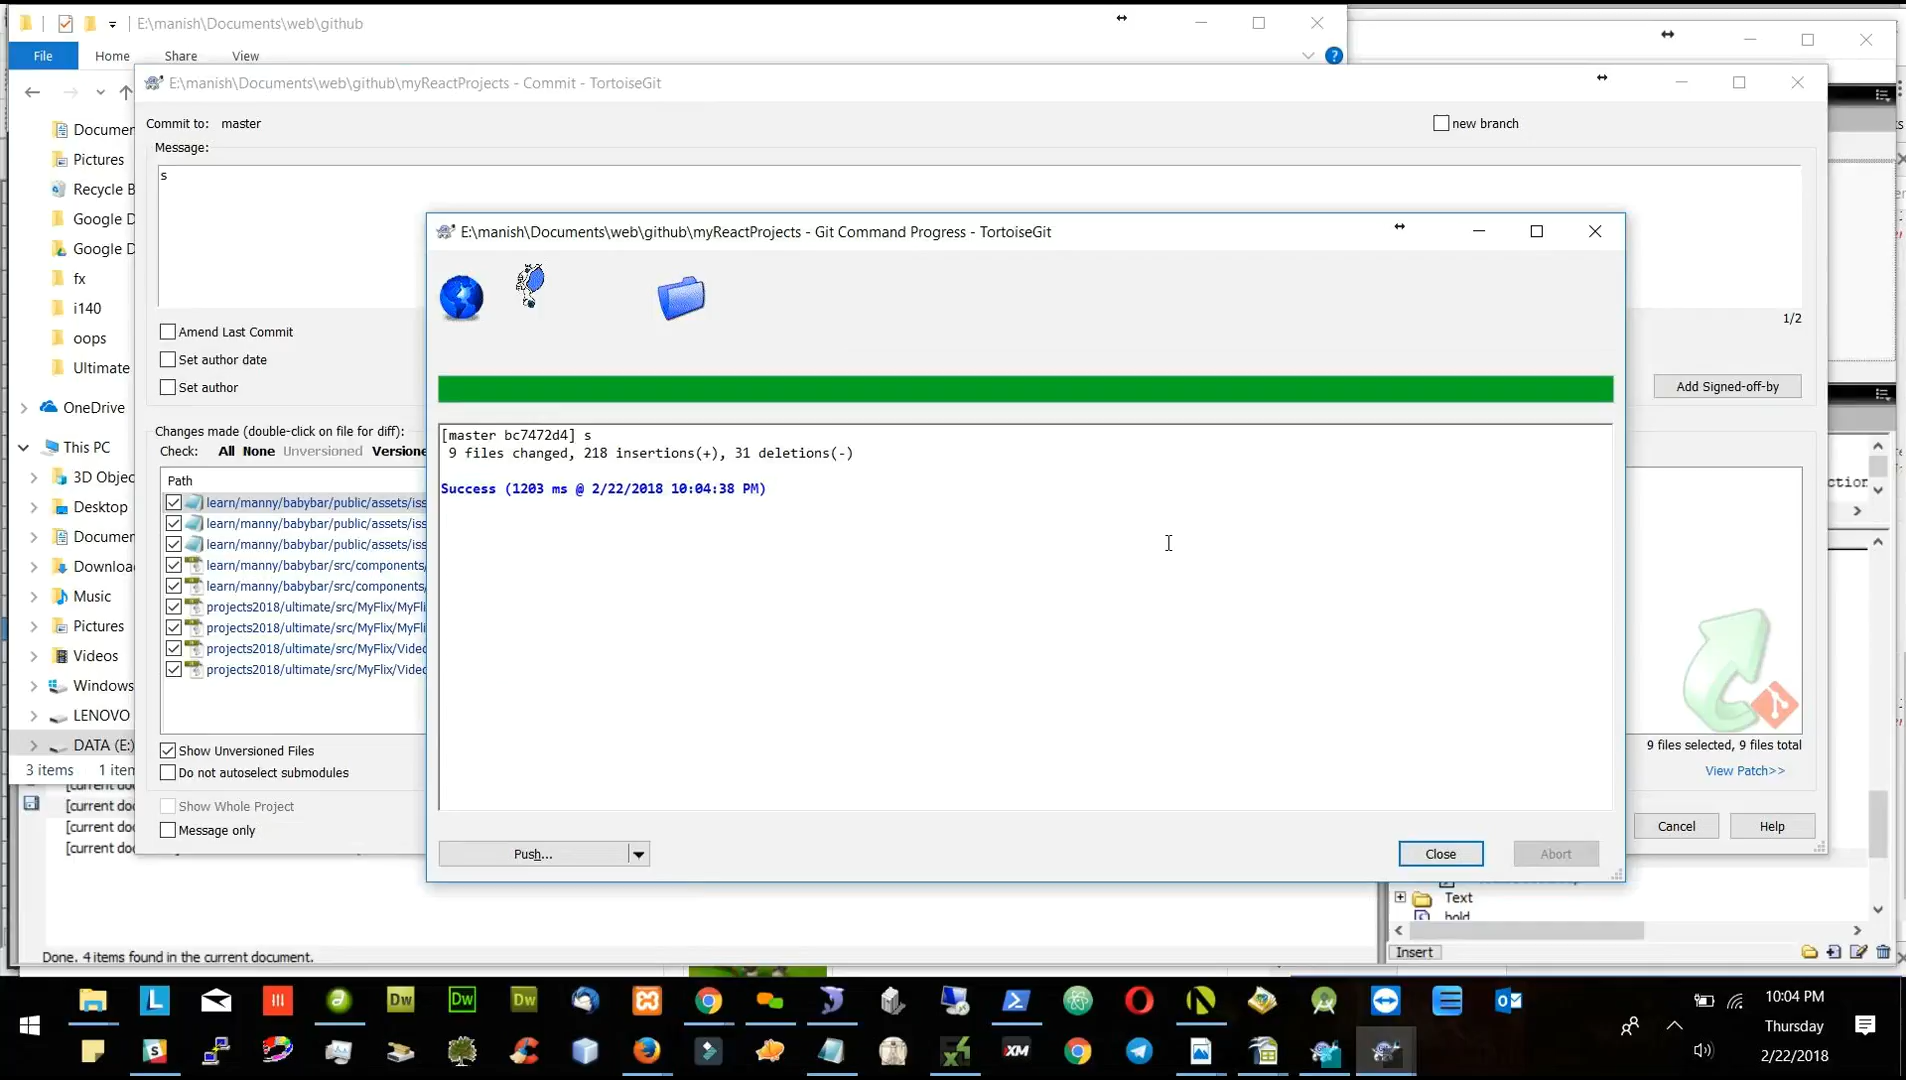 E:\manish\Documents\web\github
File Home Share View
E:\manish\Documents\web\github\myReactProjects - Commit - TortoiseGit
Commit to: master
new branch
Message:
s
1/2
Amend Last Commit
Set author date
Set author
Add Signed-off-by
Changes made (double-click on file for diff):
Check: All None Unversioned Versione
Path
learn/manny/babybar/public/assets/iss
learn/manny/babybar/public/assets/iss
learn/manny/babybar/public/assets/iss
learn/manny/babybar/src/components/
learn/manny/babybar/src/components/
projects2018/ultimate/src/MyFlix/MyFli
projects2018/ultimate/src/MyFlix/MyFli
projects2018/ultimate/src/MyFlix/Videc
projects2018/ultimate/src/MyFlix/Videc
Show Unversioned Files
Do not autoselect submodules
Show Whole Project
Message only
9 files selected, 9 files total
View Patch>>
Cancel
Help
E:\manish\Documents\web\github\myReactProjects - Git Command Progress - TortoiseGit
[master bc7472d4] s
9 files changed, 218 insertions(+), 31 deletions(-)
Success (1203 ms @ 2/22/2018 10:04:38 PM)
Push...
Close
Abort
Documen
Pictures
Recycle B
Google D
Google D
fx
i140
oops
Ultimate
OneDrive
This PC
3D Objec
Desktop
Documen
Downloa
Music
Pictures
Videos
Windows
LENOVO
DATA (E:)
3 items 1 iten
[current doc
[current doc
[current doc
[current doc
Done. 4 items found in the current document.
ction
Text
bold
Insert
10:04 PM
Thursday
2/22/2018
L
Dw
Dw
Dw
XM